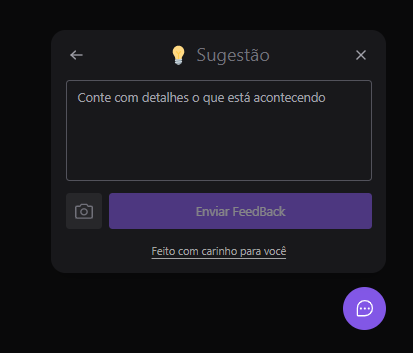 Sugestão
Conte com detalhes o que está acontecendo
Enviar FeedBack
Feito com carinho para você